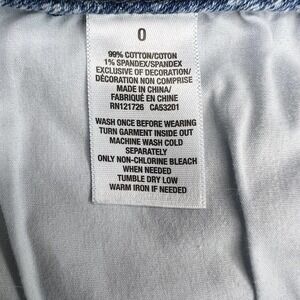 0
99% COTTON/COTON
1% SPANDEX/SPANDEX
EXCLUSIVE OF DECORATION/
DÉCORATION NON COMPRISE
MADE IN CHINA/
FABRIQUÉ EN CHINE
RN121726 CA53201
WASH ONCE BEFORE WEARING
TURN GARMENT INSIDE OUT
MACHINE WASH COLD
SEPARATELY
ONLY NON-CHLORINE BLEACH
WHEN NEEDED
TUMBLE DRY LOW
WARM IRON IF NEEDED